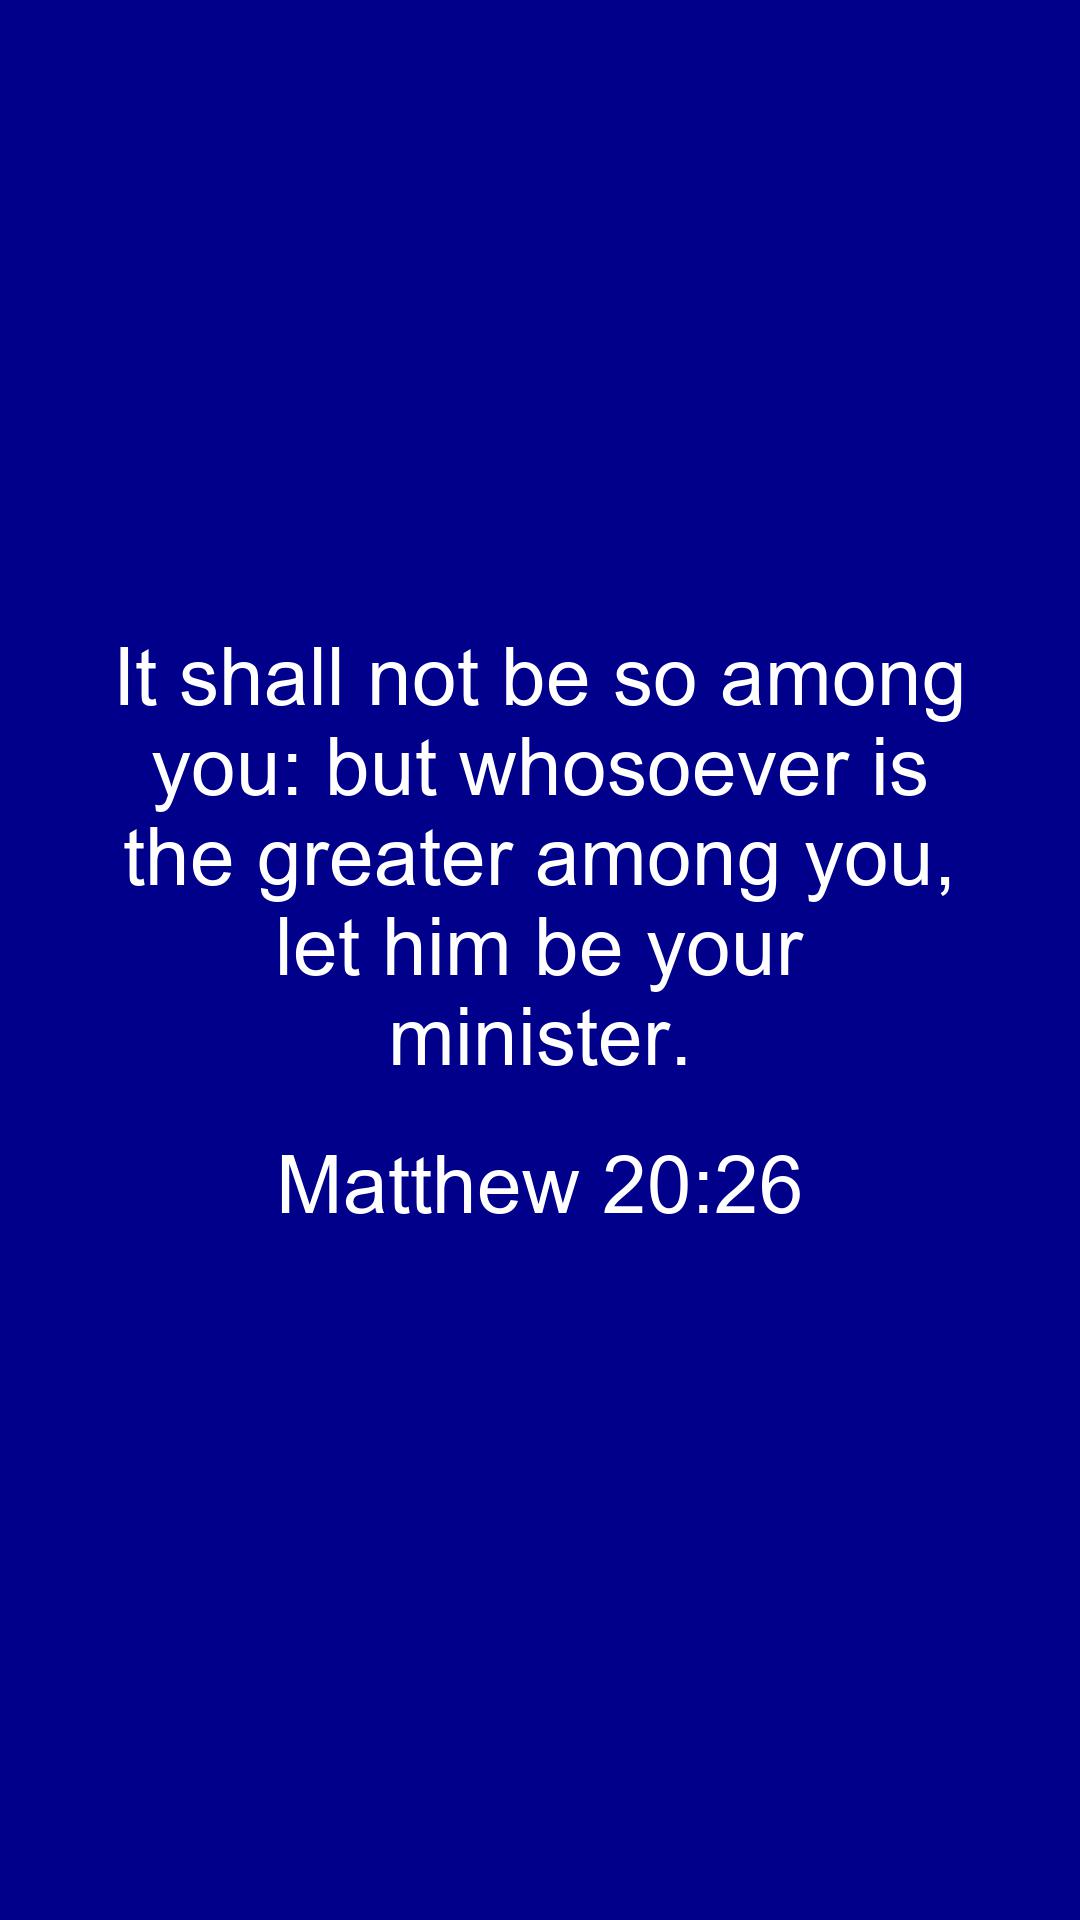 It shall not be so among
you: but whosoever is
the greater among you,
let him be your
minister.
Matthew 20:26